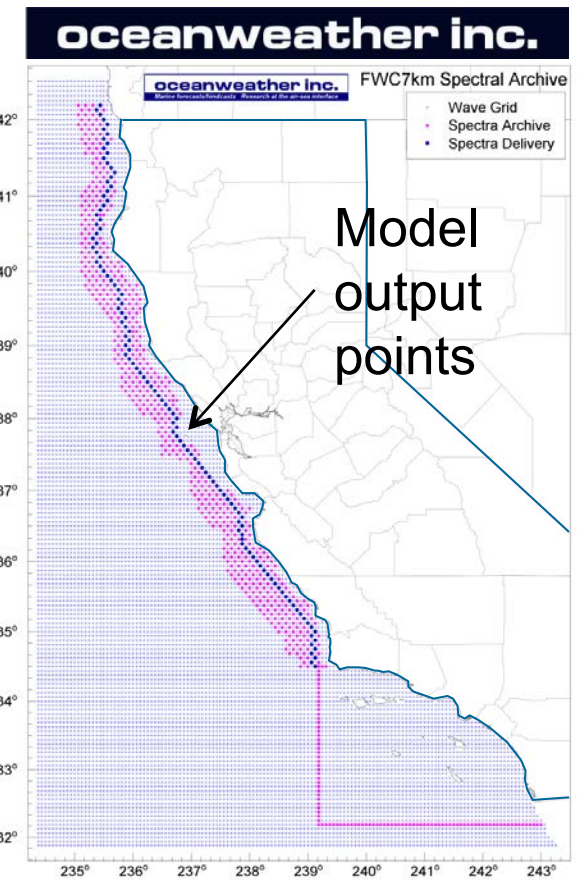 oceanweather inc.
oceanweather inc.
Marine forecasts/hindcasts Research at the air-sea interface
FWC7km Spectral Archive
Wave Grid
Spectra Archive
Spectra Delivery
Model
output
points
42°
41°
40°
39°
38°
37°
36°
35°
34°
33°
32°
235° 236° 237° 238° 239° 240° 241° 242° 243°